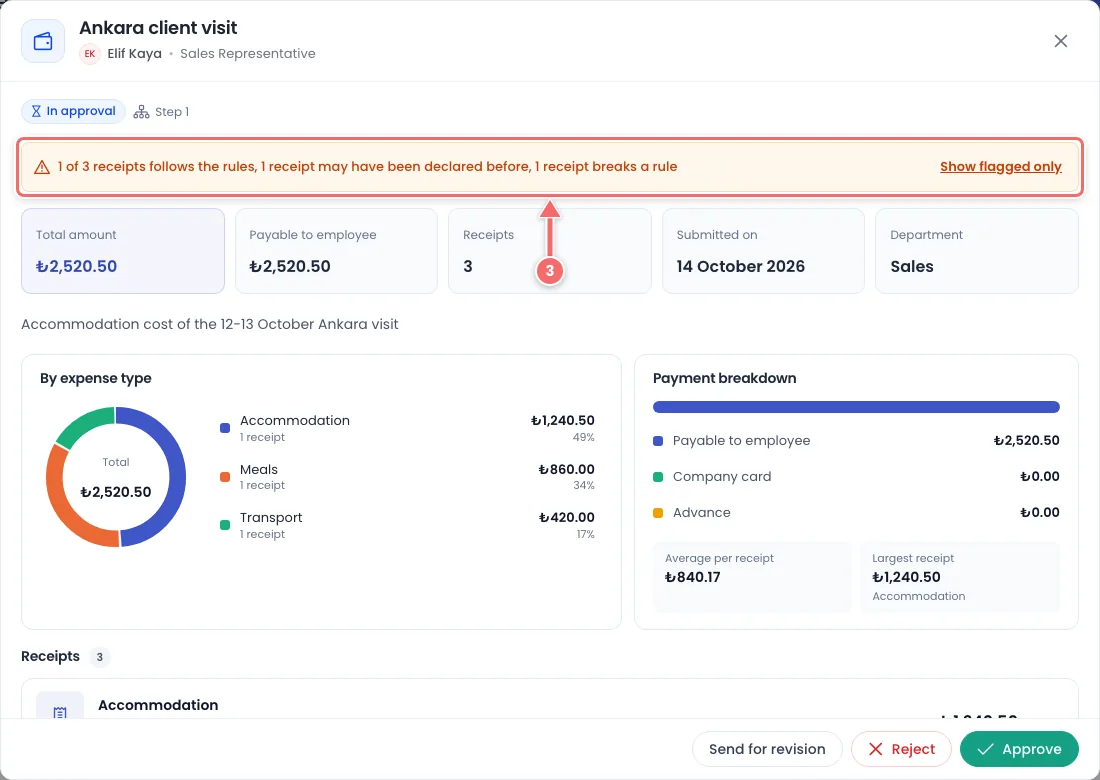 Ankara client visit
EK Elif Kaya • Sales Representative
In approval Step 1
1 of 3 receipts follows the rules, 1 receipt may have been declared before, 1 receipt breaks a rule Show flagged only
Total amount
₺2,520.50
Payable to employee
₺2,520.50
Receipts
3
Submitted on
14 October 2026
Department
Sales
3
Accommodation cost of the 12-13 October Ankara visit
By expense type
Total
₺2,520.50
Accommodation ₺1,240.50
1 receipt 49%
Meals ₺860.00
1 receipt 34%
Transport ₺420.00
1 receipt 17%
Payment breakdown
Payable to employee ₺2,520.50
Company card ₺0.00
Advance ₺0.00
Average per receipt
₺840.17
Largest receipt
₺1,240.50
Accommodation
Receipts 3
Accommodation
Send for revision Reject Approve